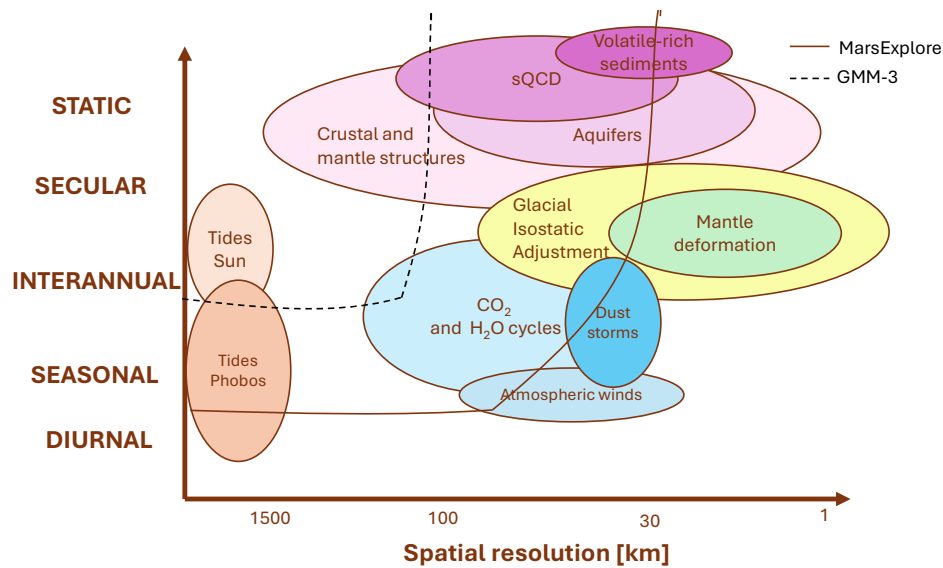 Volatile-rich
sediments
MarsExplore
GMM-3
sQCD
STATIC
Crustal and
mantle structures
Aquifers
SECULAR
Glacial
Isostatic
Adjustment
Mantle
deformation
Tides
Sun
INTERANNUAL
CO₂
and H₂O cycles
Dust
storms
Tides
Phobos
SEASONAL
Atmospheric winds
DIURNAL
1500
100
30
1
Spatial resolution [km]